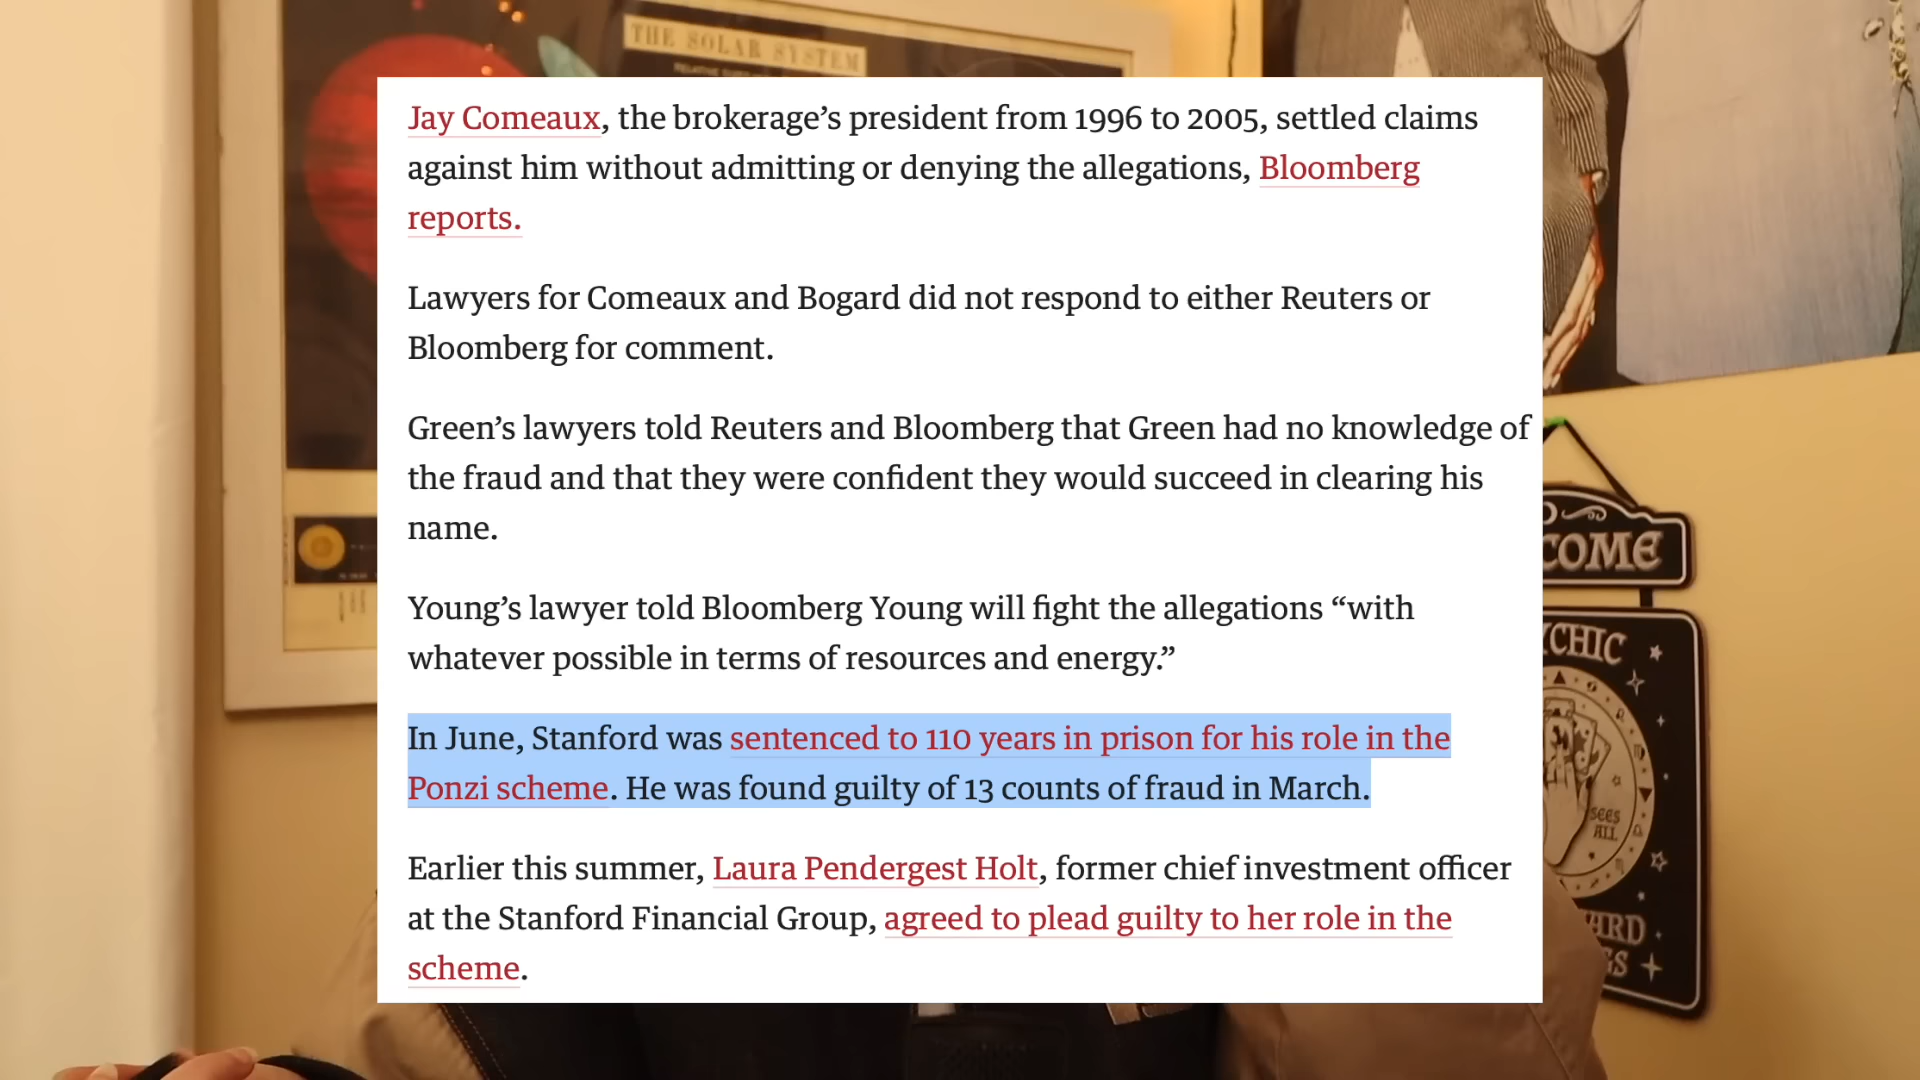 THE SOLAR SYSTEM
Jay Comeaux, the brokerage’s president from 1996 to 2005, settled claims
against him without admitting or denying the allegations, Bloomberg
reports.
Lawyers for Comeaux and Bogard did not respond to either Reuters or
Bloomberg for comment.
Green’s lawyers told Reuters and Bloomberg that Green had no knowledge of
the fraud and that they were confident they would succeed in clearing his
name.
Young’s lawyer told Bloomberg Young will fight the allegations “with
whatever possible in terms of resources and energy.”
In June, Stanford was sentenced to 110 years in prison for his role in the
Ponzi scheme. He was found guilty of 13 counts of fraud in March.
Earlier this summer, Laura Pendergest Holt, former chief investment officer
at the Stanford Financial Group, agreed to plead guilty to her role in the
scheme.
COME
CHIC
SEES
ALL
ARD
GS